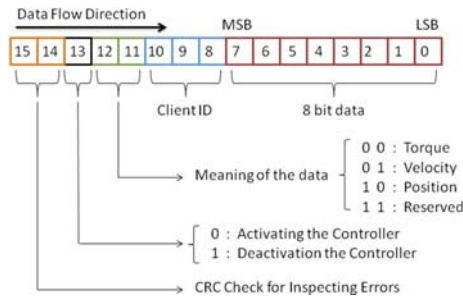 Data Flow Direction
MSB LSB
15 14 13 12 11 10 9 8 7 6 5 4 3 2 1 0
Client ID 8 bit data
Meaning of the data
0 0 : Torque
0 1 : Velocity
1 0 : Position
1 1 : Reserved
0 : Activating the Controller
1 : Deactivation the Controller
CRC Check for Inspecting Errors